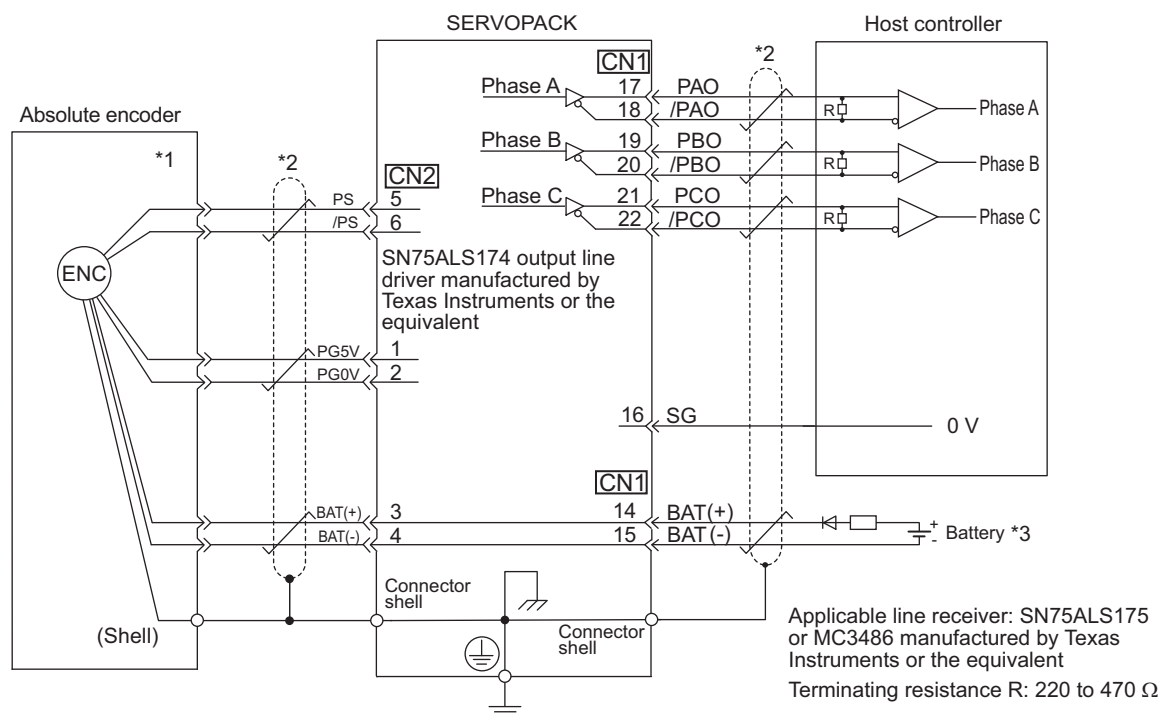 SERVOPACK
Host controller
Absolute encoder
*1
*2
CN2
PS 5
/PS 6
ENC
SN75ALS174 output line
driver manufactured by
Texas Instruments or the
equivalent
PG5V 1
PG0V 2
BAT(+) 3
BAT(-) 4
(Shell)
Connector
shell
CN1
*2
Phase A 17 PAO R Phase A
18 /PAO
Phase B 19 PBO R Phase B
20 /PBO
Phase C 21 PCO R Phase C
22 /PCO
16 SG 0 V
CN1
14 BAT(+)
15 BAT (-)
+
- Battery *3
Connector
shell
Applicable line receiver: SN75ALS175
or MC3486 manufactured by Texas
Instruments or the equivalent
Terminating resistance R: 220 to 470 Ω